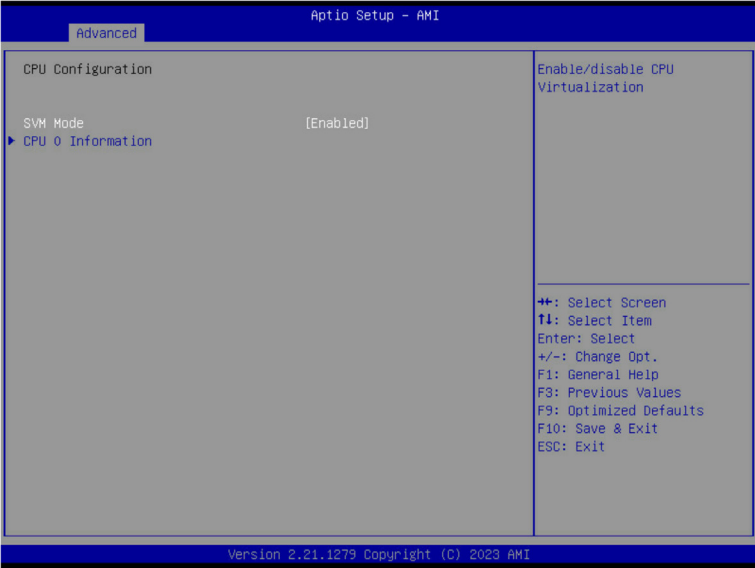 Aptio Setup - AMI
Advanced
CPU Configuration
SVM Mode [Enabled]
CPU 0 Information
Enable/disable CPU
Virtualization
→←: Select Screen
↑↓: Select Item
Enter: Select
+/-: Change Opt.
F1: General Help
F3: Previous Values
F9: Optimized Defaults
F10: Save & Exit
ESC: Exit
Version 2.21.1279 Copyright (C) 2023 AMI